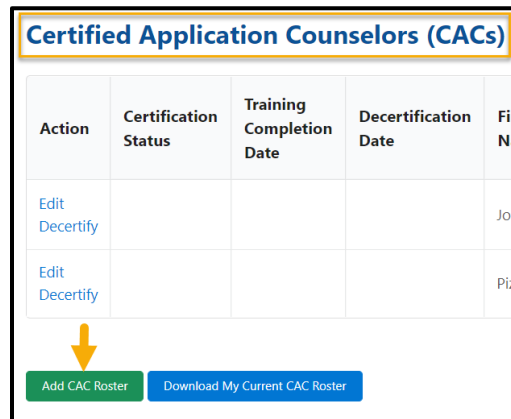 Certified Application Counselors (CACs)
Action Certification Status Training Completion Date Decertification Date
Edit
Decertify
Edit
Decertify
Add CAC Roster Download My Current CAC Roster